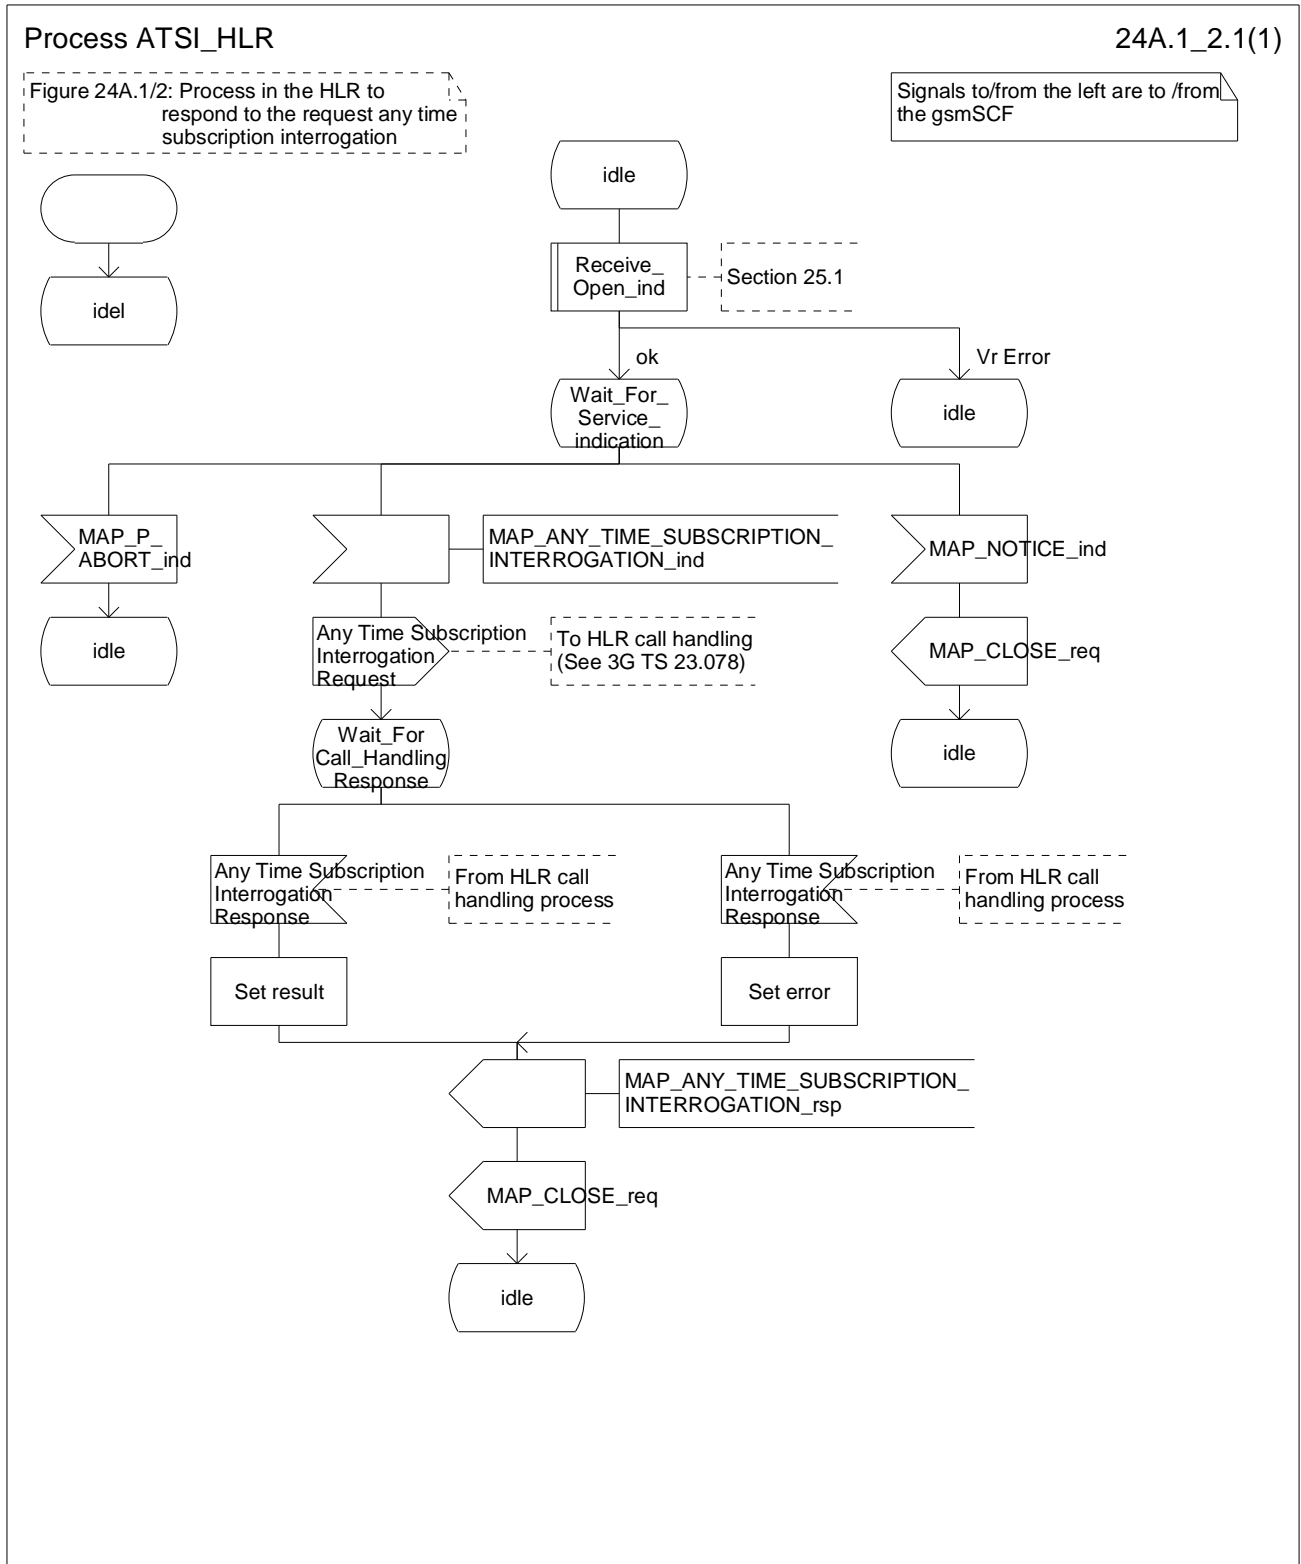 Process ATSI_HLR
24A.1_2.1(1)
Figure 24A.1/2: Process in the HLR to
respond to the request any time
subscription interrogation
Signals to/from the left are to /from
the gsmSCF
idle
Receive_
Open_ind
Section 25.1
idel
ok
Vr Error
Wait_For_
Service_
indication
idle
MAP_P_
ABORT_ind
MAP_ANY_TIME_SUBSCRIPTION_
INTERROGATION_ind
MAP_NOTICE_ind
idle
Any Time Subscription
Interrogation
Request
To HLR call handling
(See 3G TS 23.078)
MAP_CLOSE_req
Wait_For
Call_Handling
Response
idle
Any Time Subscription
Interrogation
Response
From HLR call
handling process
Any Time Subscription
Interrogation
Response
From HLR call
handling process
Set result
Set error
MAP_ANY_TIME_SUBSCRIPTION_
INTERROGATION_rsp
MAP_CLOSE_req
idle